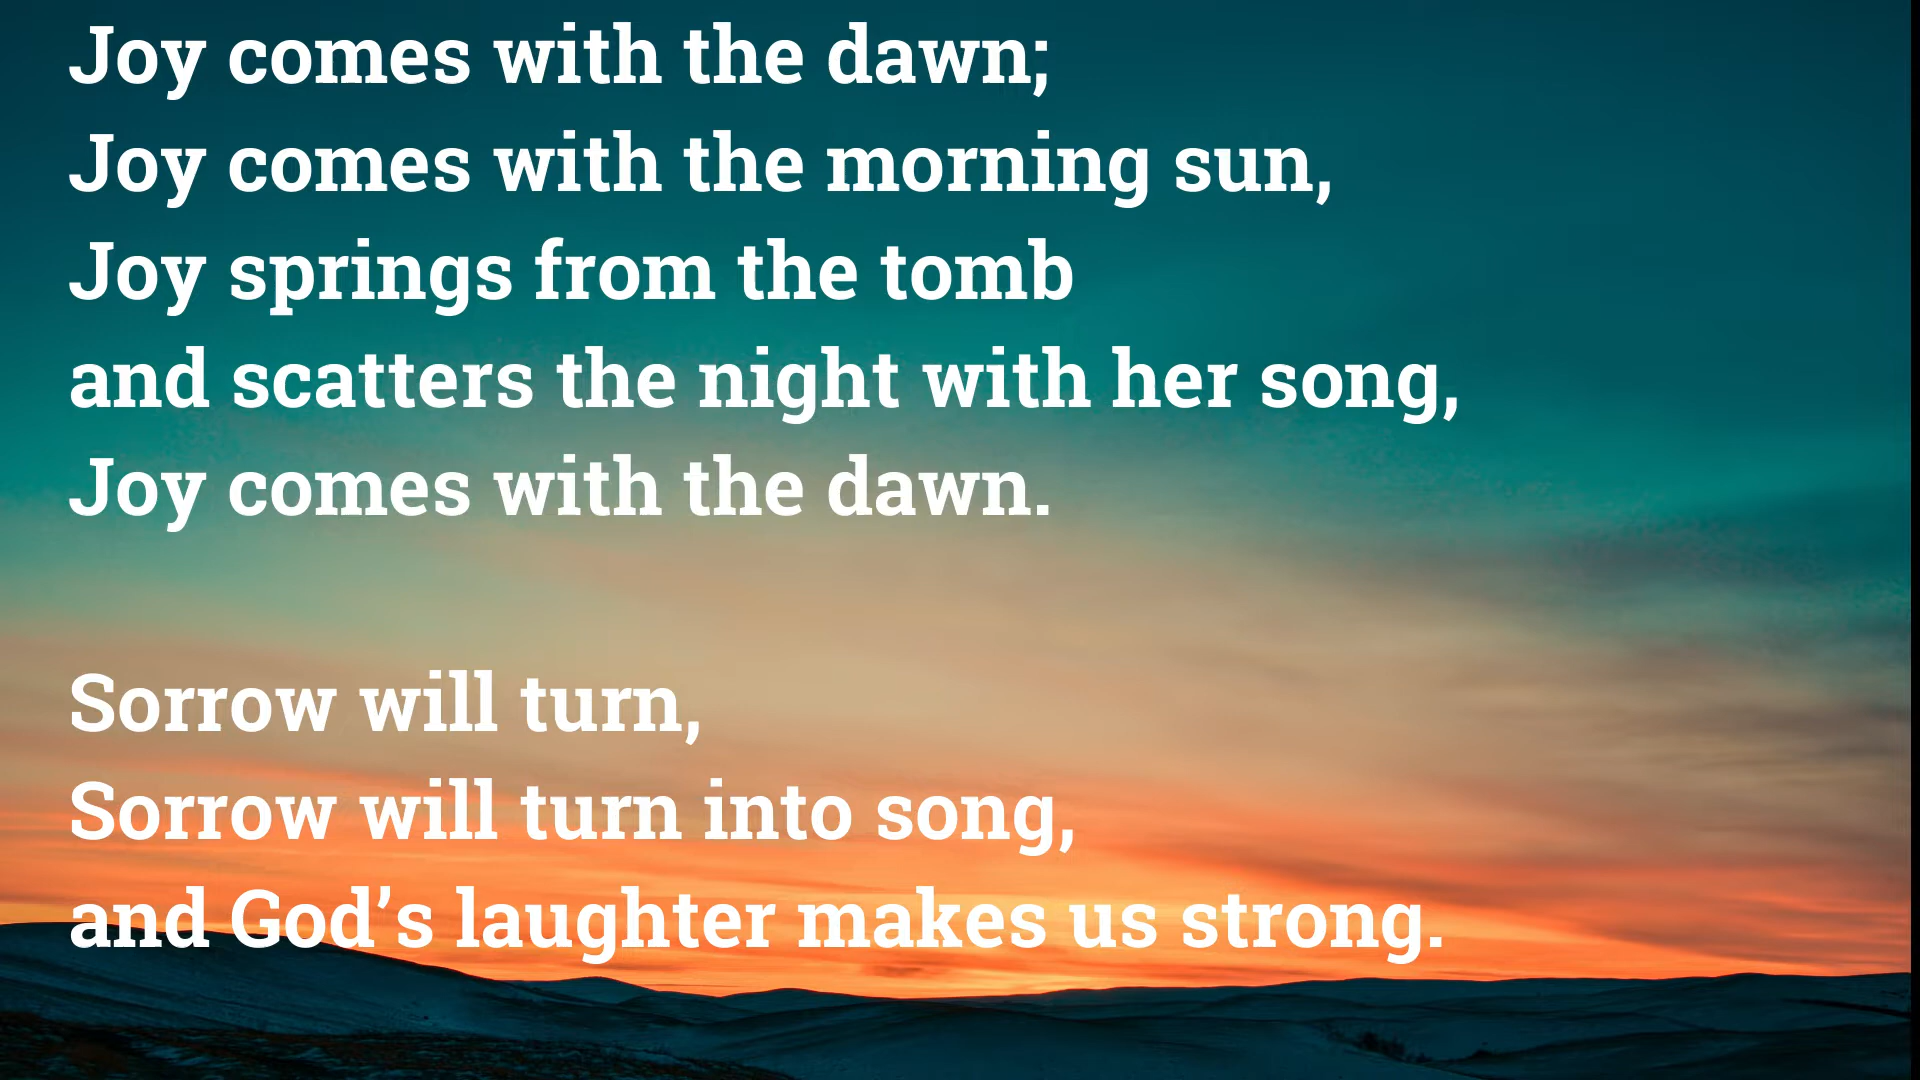 Joy comes with the dawn;
Joy comes with the morning sun,
Joy springs from the tomb
and scatters the night with her song,
Joy comes with the dawn.
Sorrow will turn,
Sorrow will turn into song,
and God’s laughter makes us strong.